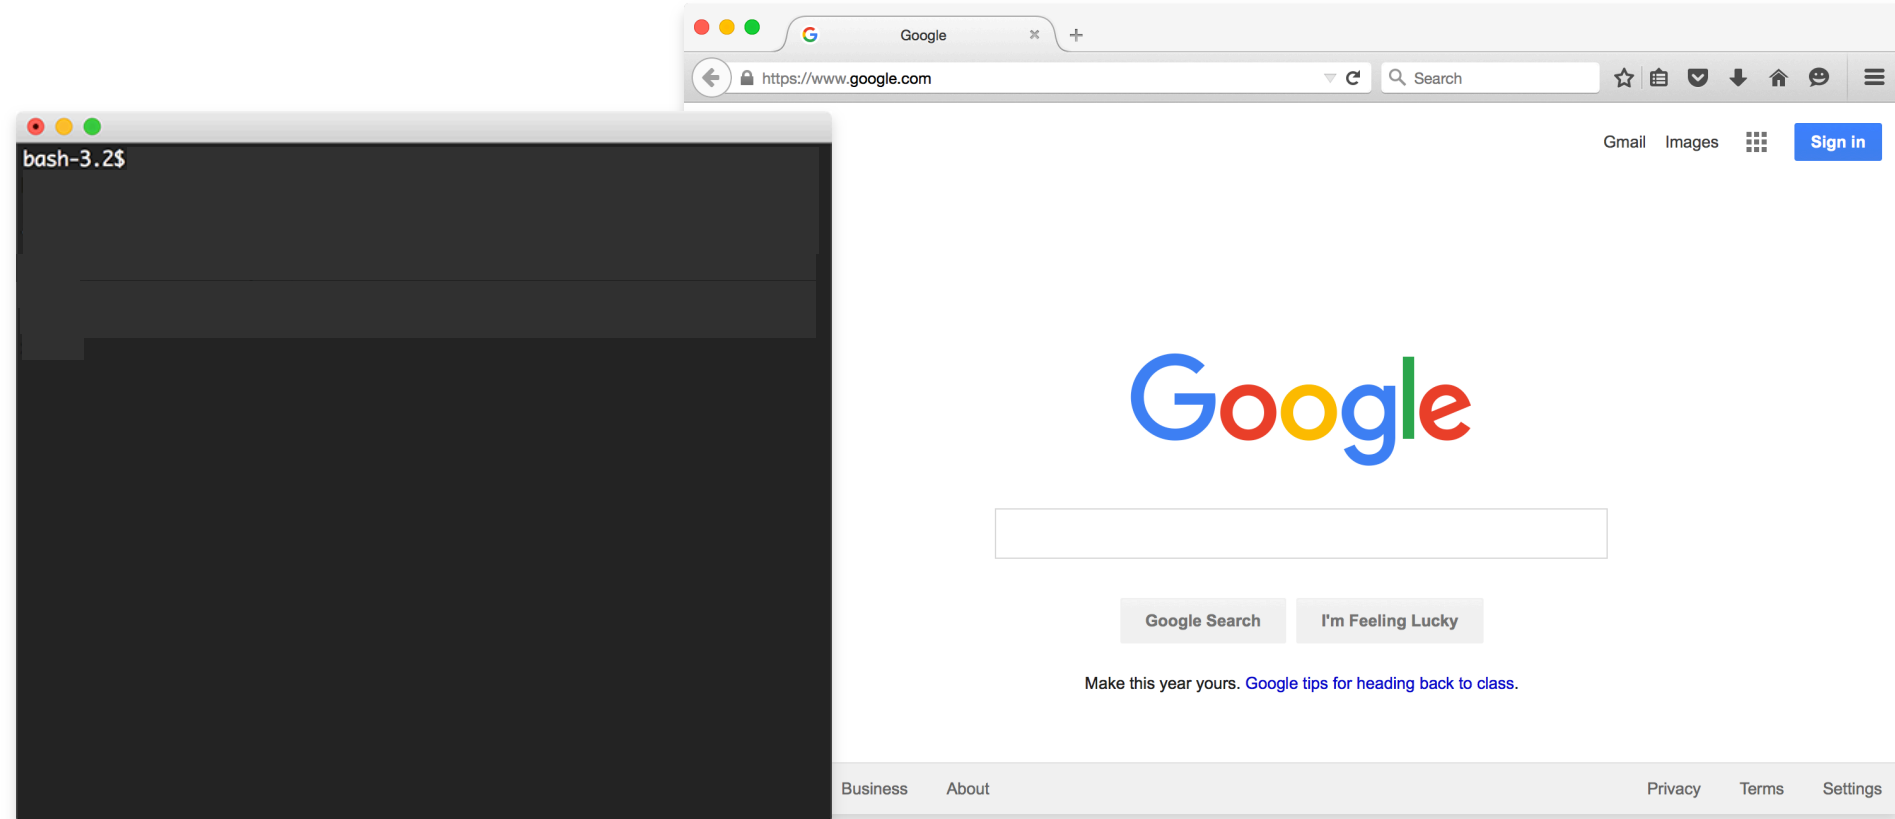 Google
https://www.google.com
Search
bash-3.2$
Gmail Images Sign in
Google
Google Search I'm Feeling Lucky
Make this year yours. Google tips for heading back to class.
Business About Privacy Terms Settings